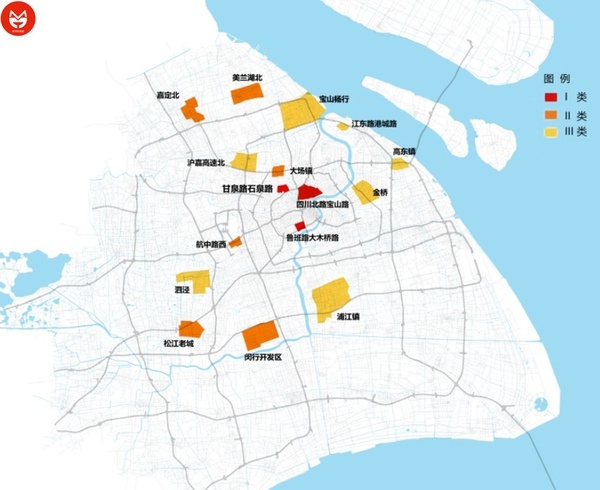 图 例
I 类
II 类
III 类
美兰湖北
嘉定北
宝山杨行
江东路港城路
沪嘉高速北
高东镇
大场镇
甘泉路石泉路
金桥
四川北路宝山路
鲁班路大木桥路
航中路西
泗泾
浦江镇
松江老城
闵行开发区